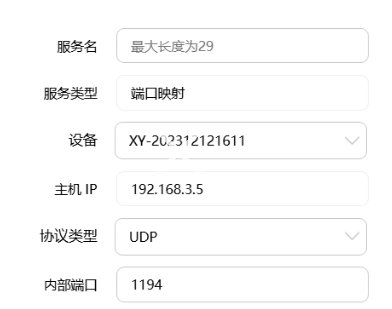 服务名 最大长度为29
服务类型 端口映射
设备 XY-202312121611
主机 IP 192.168.3.5
协议类型 UDP
内部端口 1194